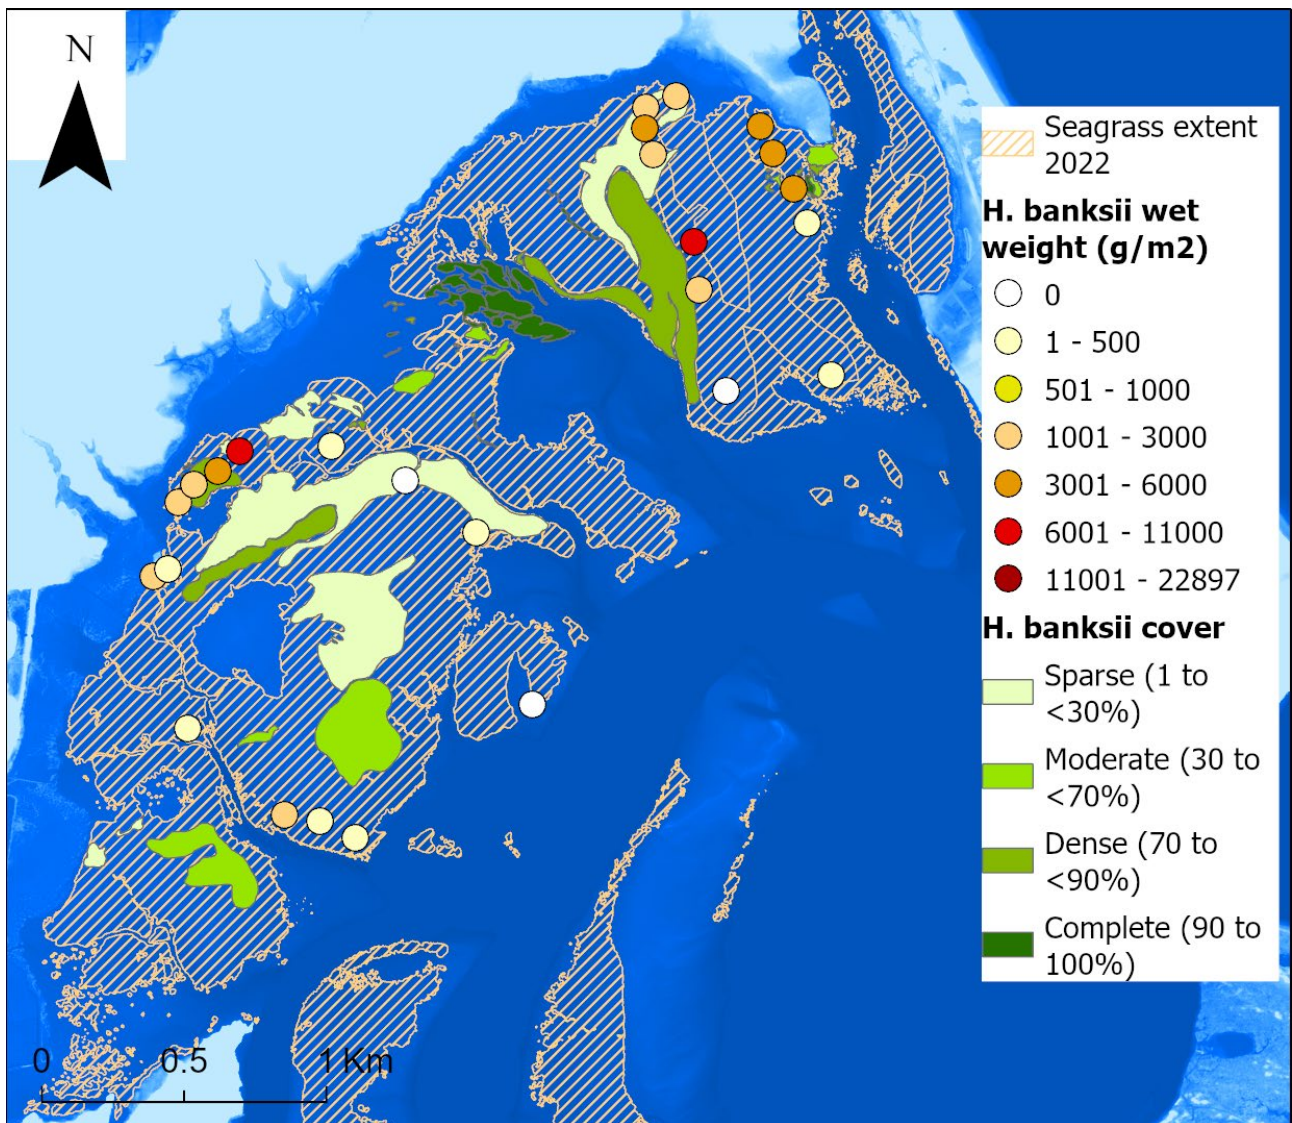 N
Seagrass extent
2022
H. banksii wet
weight (g/m2)
0
1 - 500
501 - 1000
1001 - 3000
3001 - 6000
6001 - 11000
11001 - 22897
H. banksii cover
Sparse (1 to
<30%)
Moderate (30 to
<70%)
Dense (70 to
<90%)
Complete (90 to
100%)
0 0.5 1 Km